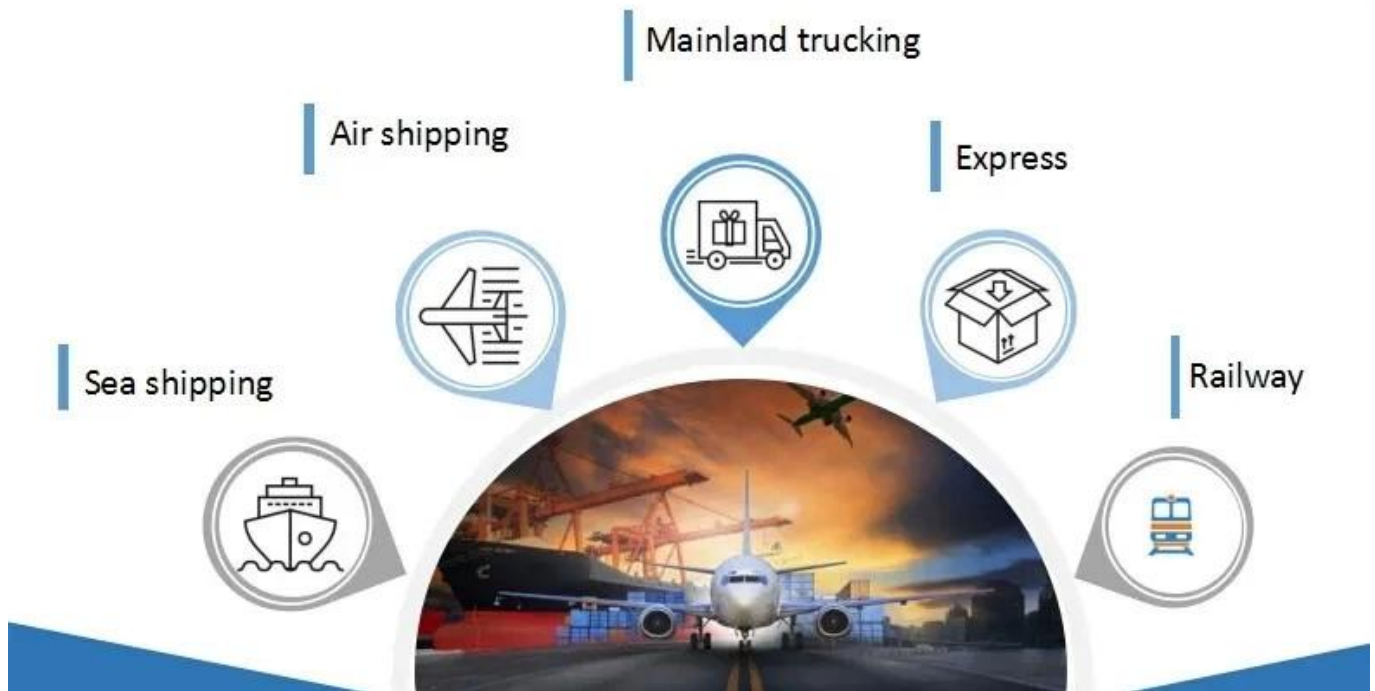 Mainland trucking
Air shipping
Express
Sea shipping
Railway